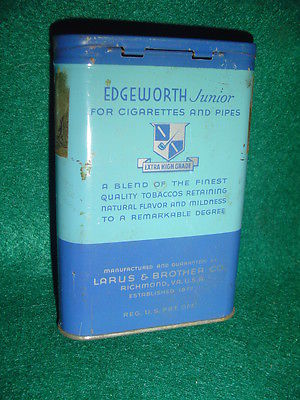 EDGEWORTH Junior
FOR CIGARETTES AND PIPES
EXTRA HIGH GRADE
A BLEND OF THE FINEST
QUALITY TOBACCOS RETAINING
NATURAL FLAVOR AND MILDNESS
TO A REMARKABLE DEGREE
MANUFACTURED AND GUARANTEED BY
LARUS & BROTHER CO.
RICHMOND, VA. U.S.A.
ESTABLISHED 1877
REG. U.S. PAT. OFF.